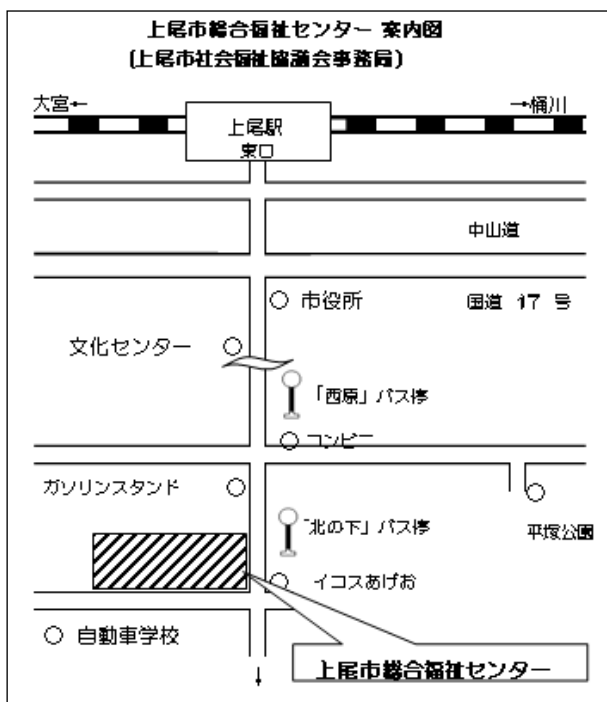 上尾市総合福祉センター 案内図
(上尾市社会福祉協議会事務局)
大宮←
→桶川
上尾駅
東口
中山道
市役所
国道 17 号
文化センター
「西原」バス停
コンビニ
ガソリンスタンド
「北の下」バス停
平塚公園
イコスあげお
自動車学校
上尾市総合福祉センター